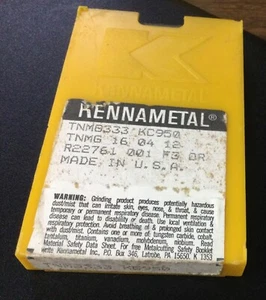 KENNAMETAL
KENNAMETAL®
TNMG333 KC950
TNMG 16 04 12
R22761 001 F3 DR
MADE IN U.S.A.
WARNING: Grinding product produces potentially hazardous
dust/mist that can irritate skin, eyes, nose, & throat, & cause
temporary or permanent respiratory disease. Permanent respiratory
disease can lead to disability or death. Use local ventilation &
respiratory protection. Avoid breathing of & prolonged skin contact
with dust/mist. Contains one or more of tungsten carbide, cobalt,
tantalum, titanium, vanadium, molybdenum, niobium. Read
Material Safety Data Sheet. For free Metalcutting Safety Booklet
write Kennametal Inc., P.O. Box 346, Latrobe, PA 15650. K 1353